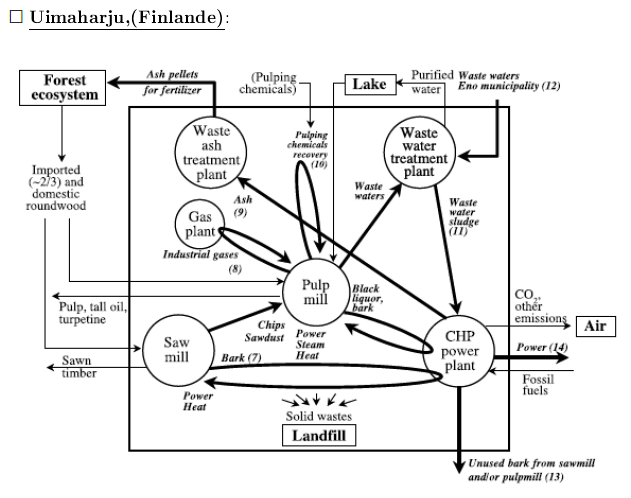 □ Uimaharju,(Finlande):
Forest
ecosystem
Ash pellets
for fertilizer
(Pulping
chemicals)
Lake
Purified
water
Waste waters
Eno municipality (12)
Waste
ash
treatment
plant
Pulping
chemicals
recovery
(10)
Waste
water
treatment
plant
Imported
(~2/3) and
domestic
roundwood
Ash
(9)
Waste
waters
Waste
water
sludge
(11)
Gas
plant
Industrial gases
(8)
Pulp
mill
Black
liquor,
bark
Pulp, tall oil,
turpetine
Chips
Sawdust
Power
Steam
Heat
CO2,
other
emissions
Air
Saw
mill
CHP
power
plant
Sawn
timber
Bark (7)
Power (14)
Power
Heat
Fossil
fuels
Solid wastes
Landfill
Unused bark from sawmill
and/or pulpmill (13)